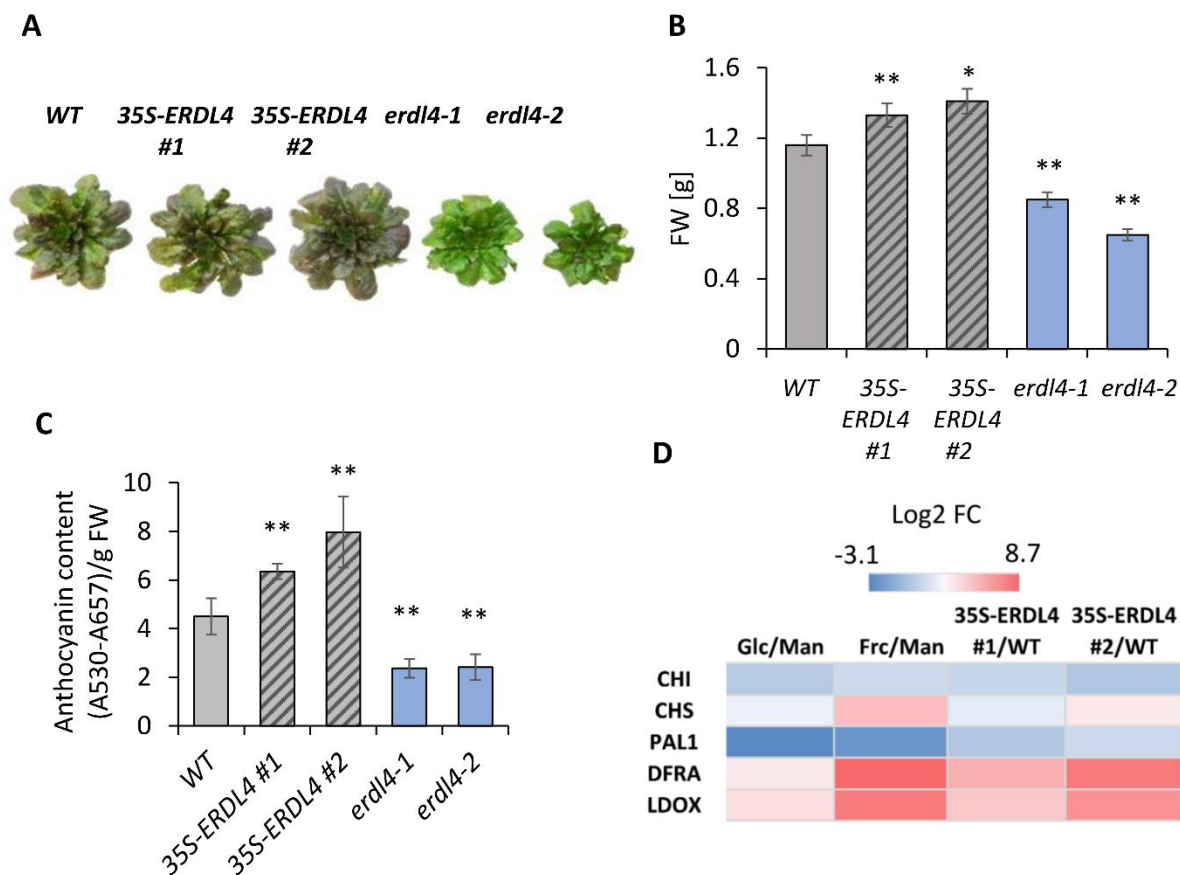 A
WT 35S-ERDL4 35S-ERDL4 erdl4-1 erdl4-2
#1 #2
B
FW [g]
1.6
1.2
0.8
0.4
0
** * ** **
WT 35S- 35S- erdl4-1 erdl4-2
ERDL4 ERDL4
#1 #2
C
Anthocyanin content
(A530-A657)/g FW
10
8
6
4
2
0
** ** ** **
WT
35S-ERDL4 #1
35S-ERDL4 #2
erdl4-1
erdl4-2
D
Log2 FC
-3.1 8.7
35S-ERDL4 35S-ERDL4
Glc/Man Frc/Man #1/WT #2/WT
CHI
CHS
PAL1
DFRA
LDOX